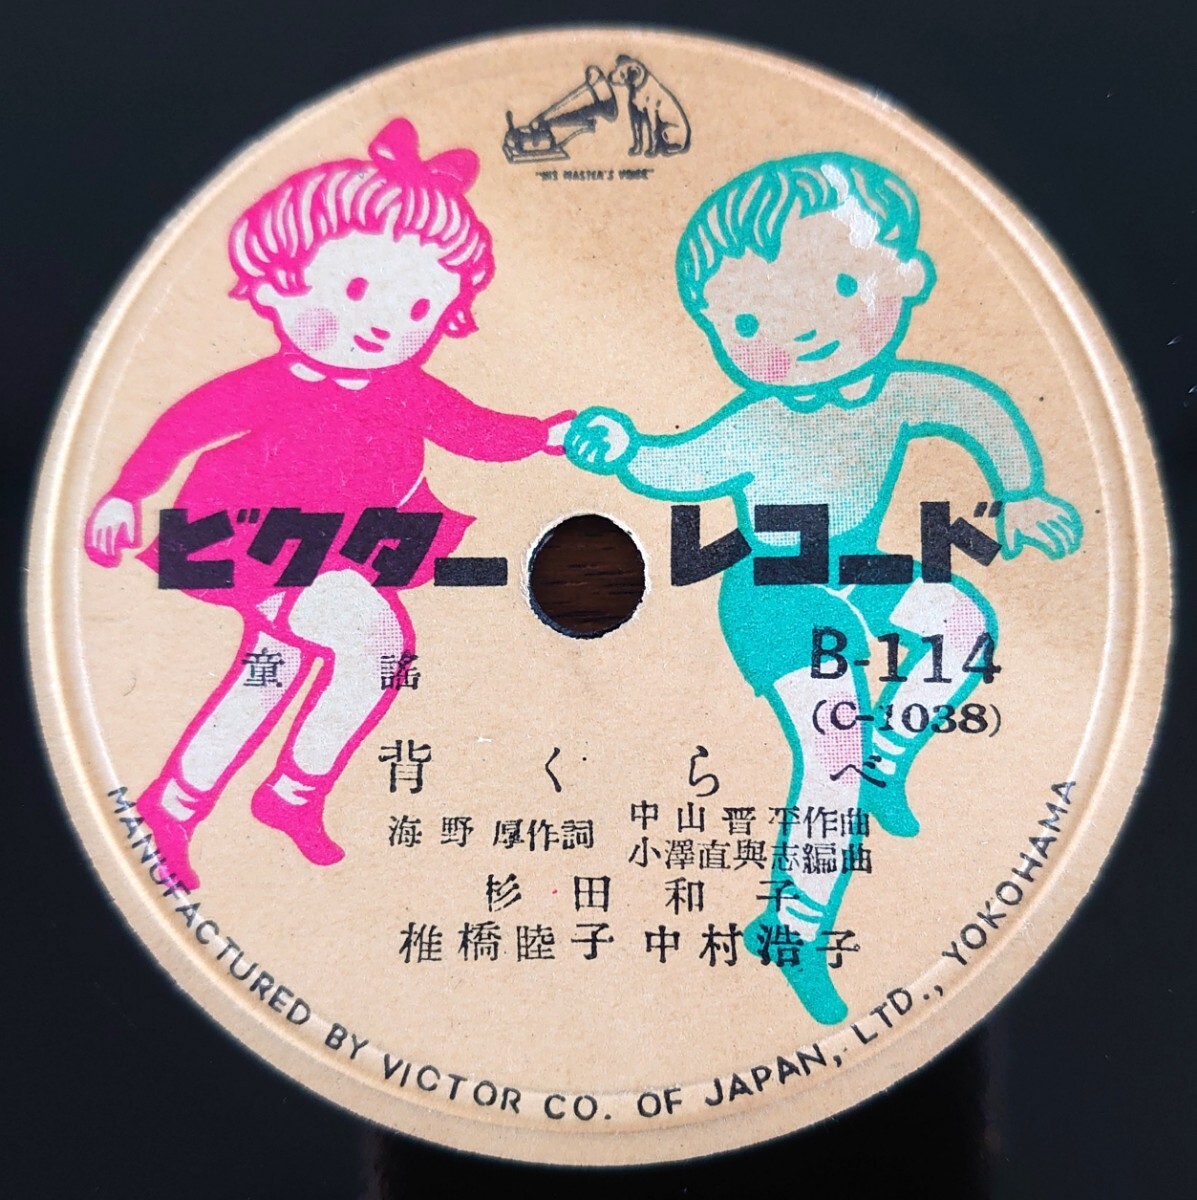 "HIS MASTER'S VOICE"
ビクター レコード
童謠
B-114
(C-1038)
背くらべ
海野厚作詞 中山晋平作曲
小澤直與志編曲
杉田和子
椎橋睦子 中村浩子
MANUFACTURED BY VICTOR CO. OF JAPAN, LTD., YOKOHAMA